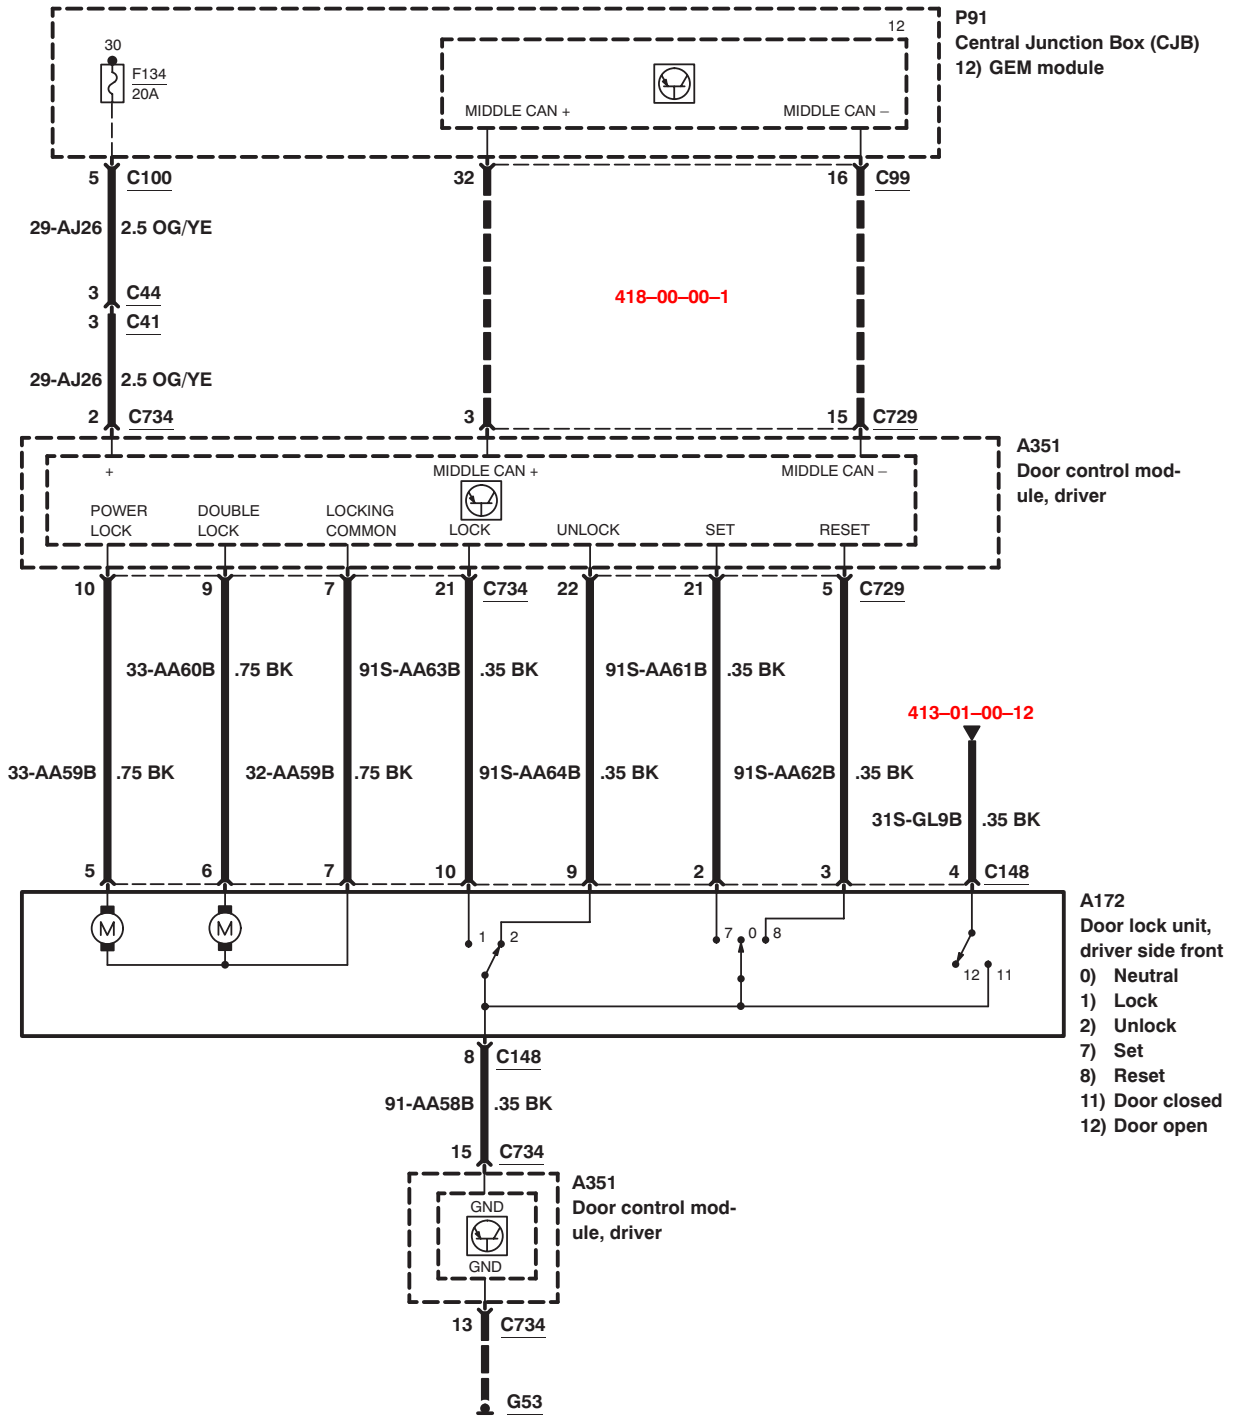 P91
Central Junction Box (CJB)
12) GEM module
12
30
F134
20A
MIDDLE CAN +
MIDDLE CAN –
5 C100
32
16 C99
29-AJ26 2.5 OG/YE
3 C44
418–00–00–1
3 C41
29-AJ26 2.5 OG/YE
2 C734
3
15 C729
A351
Door control mod-
ule, driver
+
MIDDLE CAN +
MIDDLE CAN –
POWER
LOCK
DOUBLE
LOCK
LOCKING
COMMON
LOCK
UNLOCK
SET
RESET
10
9
7
21 C734
22
21
5 C729
33-AA60B .75 BK
91S-AA63B .35 BK
91S-AA61B .35 BK
413–01–00–12
33-AA59B .75 BK
32-AA59B .75 BK
91S-AA64B .35 BK
91S-AA62B .35 BK
31S-GL9B .35 BK
5
6
7
10
9
2
3
4 C148
M
M
1
2
7
0
8
12
11
A172
Door lock unit,
driver side front
0) Neutral
1) Lock
2) Unlock
7) Set
8) Reset
11) Door closed
12) Door open
8 C148
91-AA58B .35 BK
15 C734
A351
Door control mod-
ule, driver
GND
GND
13 C734
G53